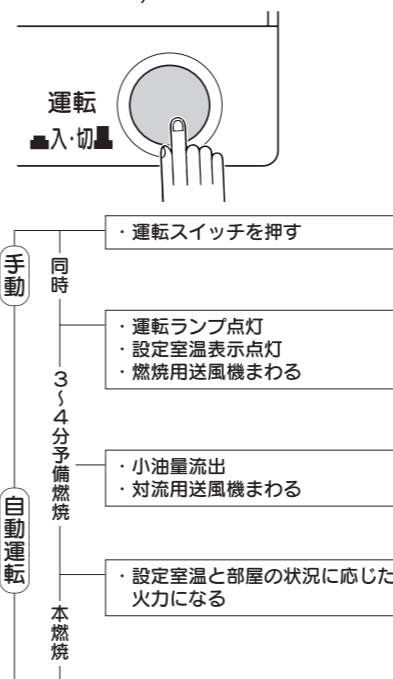 運転
入・切
・運転スイッチを押す
手動
同時
・運転ランプ点灯
・設定室温表示点灯
・燃焼用送風機まわる
3〜4分予備燃焼
・小油量流出
・対流用送風機まわる
自動運転
・設定室温と部屋の状況に応じた
火力になる
本燃焼